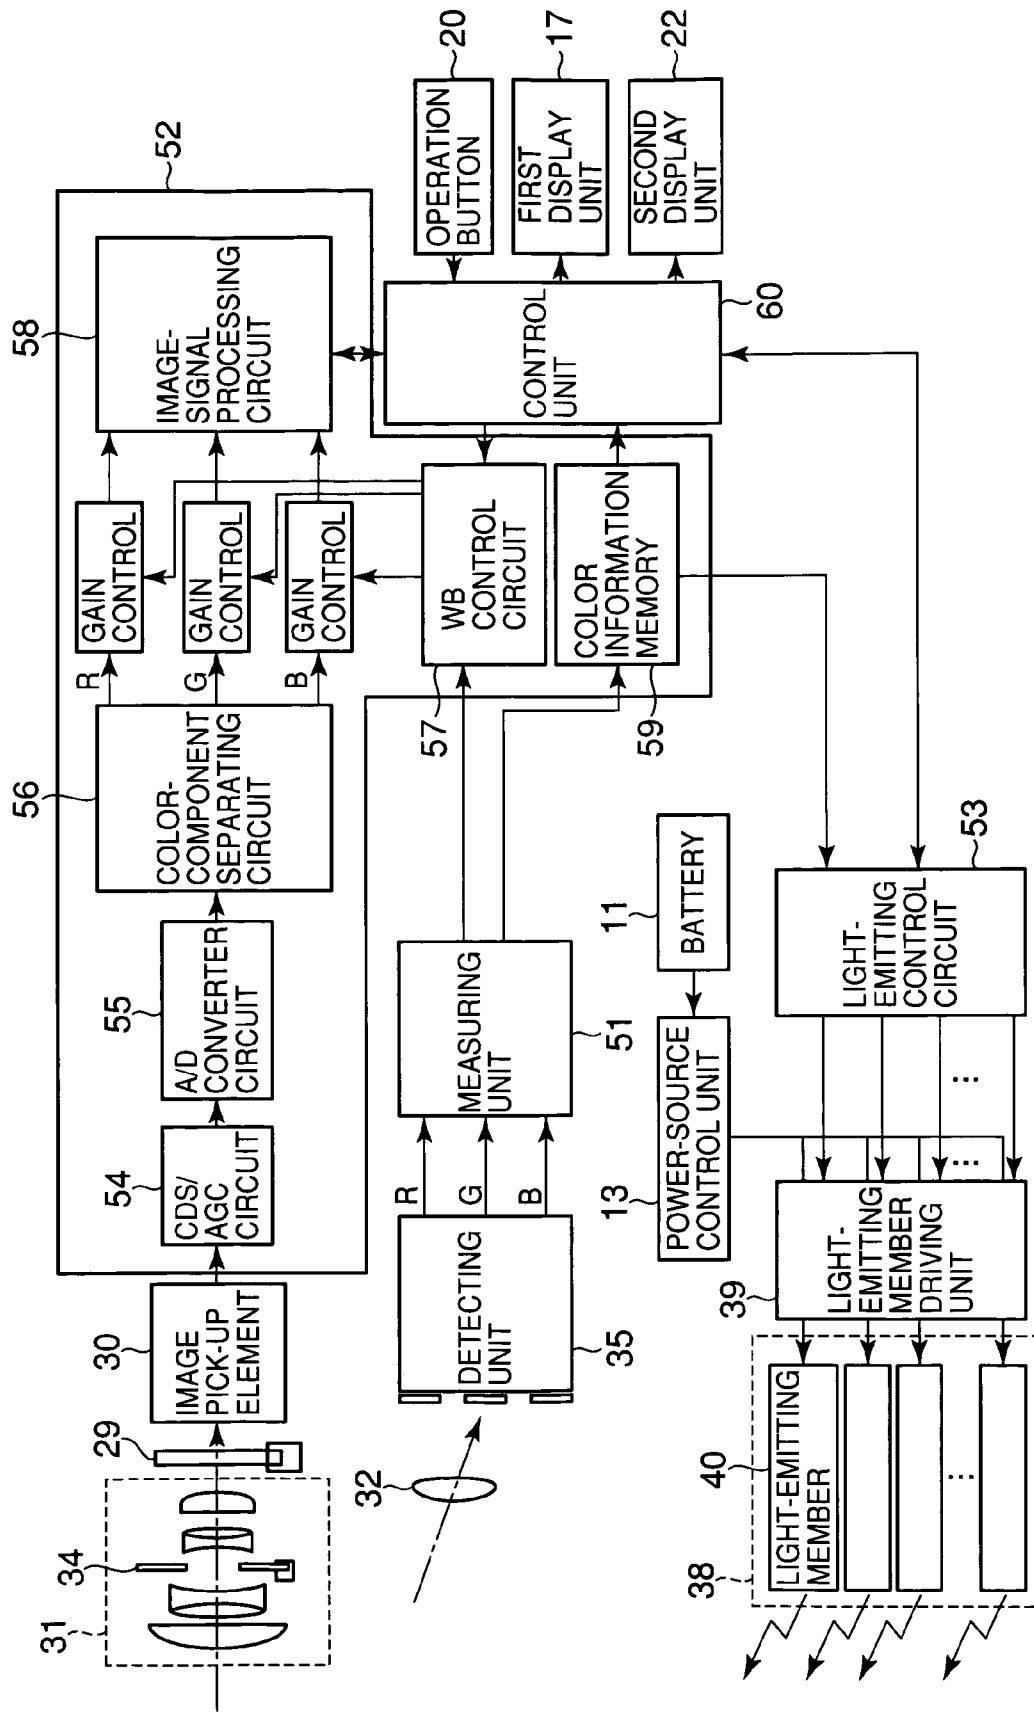 31
34
29
30
IMAGE
PICK-UP
ELEMENT
54
CDS/
AGC
CIRCUIT
55
A/D
CONVERTER
CIRCUIT
56
COLOR-
COMPONENT
SEPARATING
CIRCUIT
R
G
B
GAIN
CONTROL
GAIN
CONTROL
GAIN
CONTROL
58
IMAGE-
SIGNAL
PROCESSING
CIRCUIT
52
32
35
DETECTING
UNIT
R
G
B
MEASURING
UNIT
51
57
WB
CONTROL
CIRCUIT
59
COLOR
INFORMATION
MEMORY
CONTROL
UNIT
60
OPERATION
BUTTON
20
FIRST
DISPLAY
UNIT
17
SECOND
DISPLAY
UNIT
22
13
POWER-SOURCE
CONTROL UNIT
11
BATTERY
38
40
LIGHT-EMITTING
MEMBER
...
39
LIGHT-
EMITTING
MEMBER
DRIVING
UNIT
...
...
LIGHT-
EMITTING
CONTROL
CIRCUIT
53